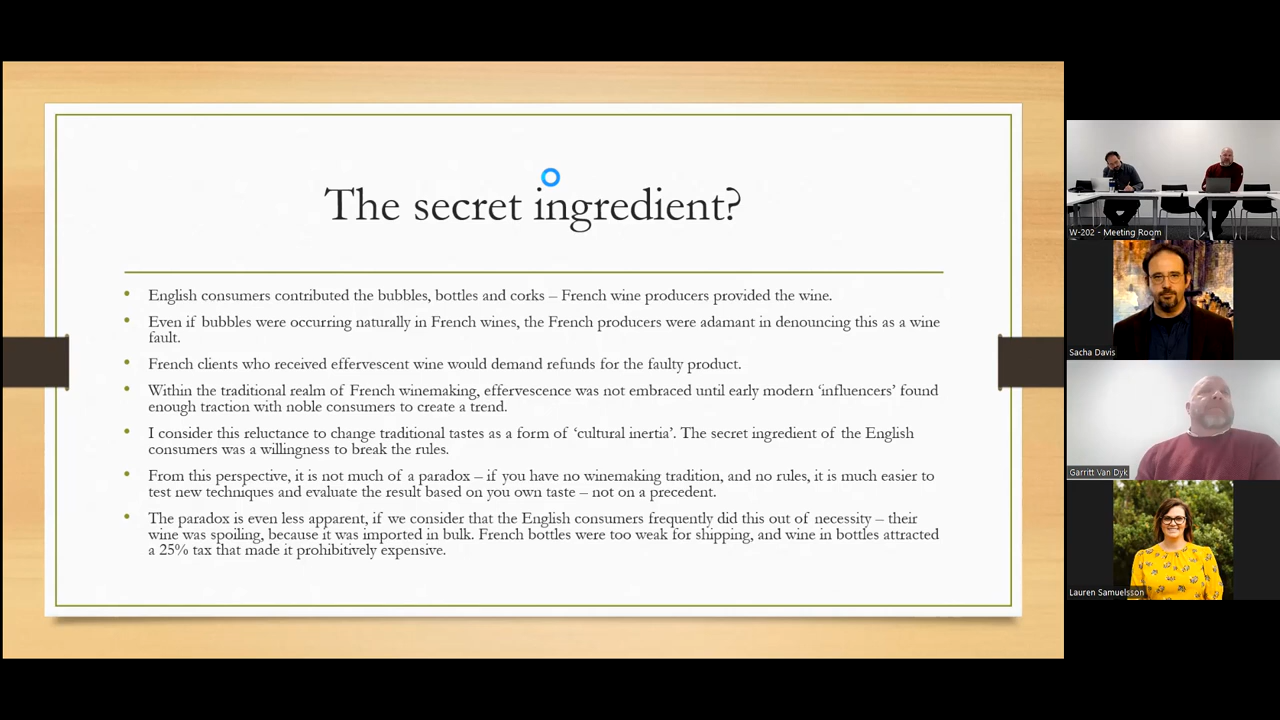 The secret ingredient?
• English consumers contributed the bubbles, bottles and corks – French wine producers provided the wine.
• Even if bubbles were occurring naturally in French wines, the French producers were adamant in denouncing this as a wine
fault.
• French clients who received effervescent wine would demand refunds for the faulty product.
• Within the traditional realm of French winemaking, effervescence was not embraced until early modern ‘influencers’ found
enough traction with noble consumers to create a trend.
• I consider this reluctance to change traditional tastes as a form of ‘cultural inertia’. The secret ingredient of the English
consumers was a willingness to break the rules.
• From this perspective, it is not much of a paradox – if you have no winemaking tradition, and no rules, it is much easier to
test new techniques and evaluate the result based on you own taste – not on a precedent.
• The paradox is even less apparent, if we consider that the English consumers frequently did this out of necessity – their
wine was spoiling, because it was imported in bulk. French bottles were too weak for shipping, and wine in bottles attracted
a 25% tax that made it prohibitively expensive.
W-202 - Meeting Room
Sacha Davis
Garritt Van Dyk
Lauren Samuelsson